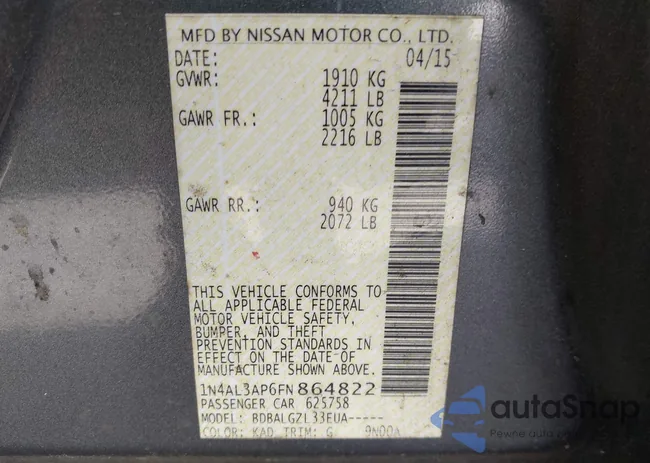 MFD BY NISSAN MOTOR CO., LTD.
DATE: 04/15
GVWR: 1910 KG
4211 LB
GAWR FR.: 1005 KG
2216 LB
GAWR RR.: 940 KG
2072 LB
THIS VEHICLE CONFORMS TO
ALL APPLICABLE FEDERAL
MOTOR VEHICLE SAFETY,
BUMPER, AND THEFT
PREVENTION STANDARDS IN
EFFECT ON THE DATE OF
MANUFACTURE SHOWN ABOVE.
1N4AL3AP6FN864822
PASSENGER CAR 625758
MODEL: BDBALGZL33EUA-----
COLOR: KAD TRIM: G
autoSnap
Pewne auto